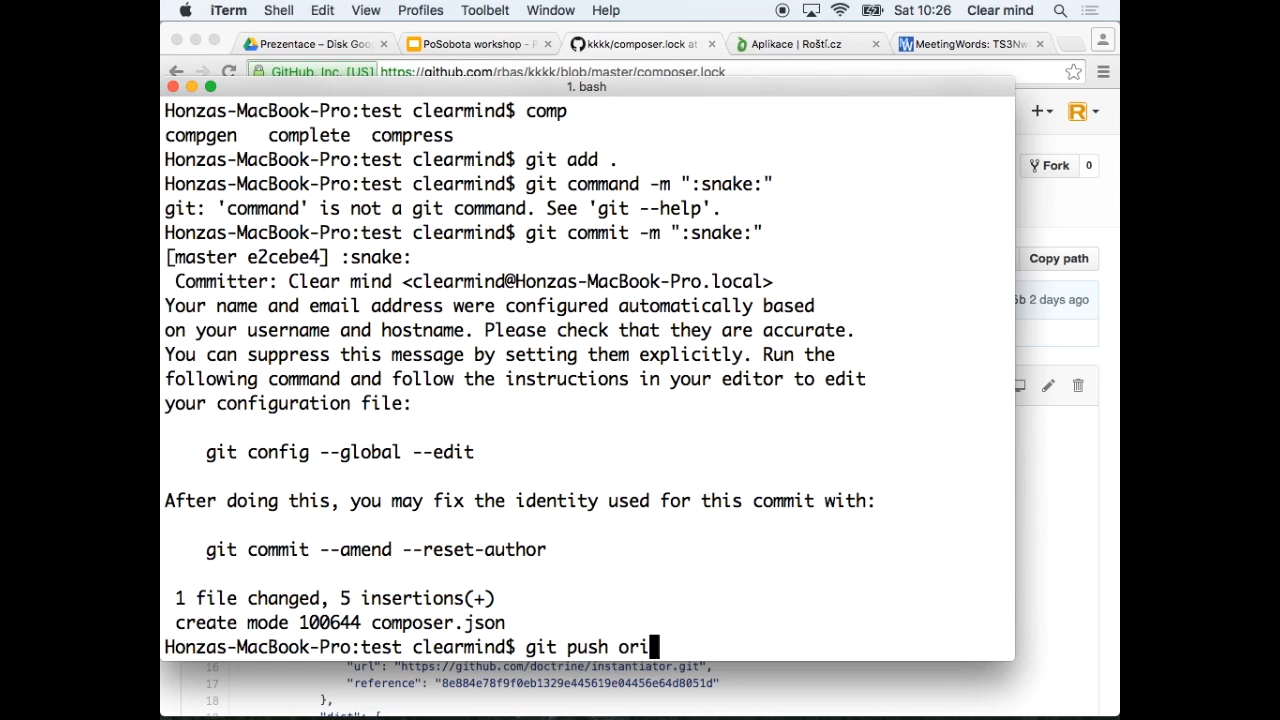 iTerm Shell Edit View Profiles Toolbelt Window Help Sat 10:26 Clear mind
Prezentace – Disk Goo PoSobota workshop - P kkkk/composer.lock at Aplikace | Roští.cz MeetingWords: TS3Nw
GitHub, Inc. [US] https://github.com/rbas/kkkk/blob/master/composer.lock
1. bash
Honzas-MacBook-Pro:test clearmind$ comp
compgen complete compress
Honzas-MacBook-Pro:test clearmind$ git add .
Honzas-MacBook-Pro:test clearmind$ git command -m ":snake:"
git: 'command' is not a git command. See 'git --help'.
Honzas-MacBook-Pro:test clearmind$ git commit -m ":snake:"
[master e2cebe4] :snake:
Committer: Clear mind <clearmind@Honzas-MacBook-Pro.local>
Your name and email address were configured automatically based
on your username and hostname. Please check that they are accurate.
You can suppress this message by setting them explicitly. Run the
following command and follow the instructions in your editor to edit
your configuration file:
git config --global --edit
After doing this, you may fix the identity used for this commit with:
git commit --amend --reset-author
1 file changed, 5 insertions(+)
create mode 100644 composer.json
Honzas-MacBook-Pro:test clearmind$ git push ori
R
Fork 0
Copy path
5b 2 days ago
16 "url": "https://github.com/doctrine/instantiator.git",
17 "reference": "8e884e78f9f0eb1329e445619e04456e64d8051d"
18 },
"dist": {